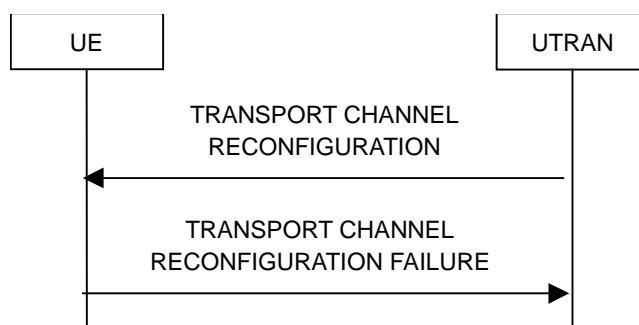 UE
UTRAN
TRANSPORT CHANNEL
RECONFIGURATION
TRANSPORT CHANNEL
RECONFIGURATION FAILURE